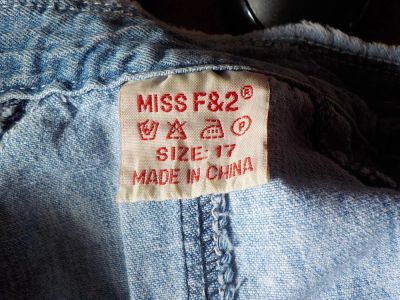 MISS F&2®
P
SIZE: 17
MADE IN CHINA